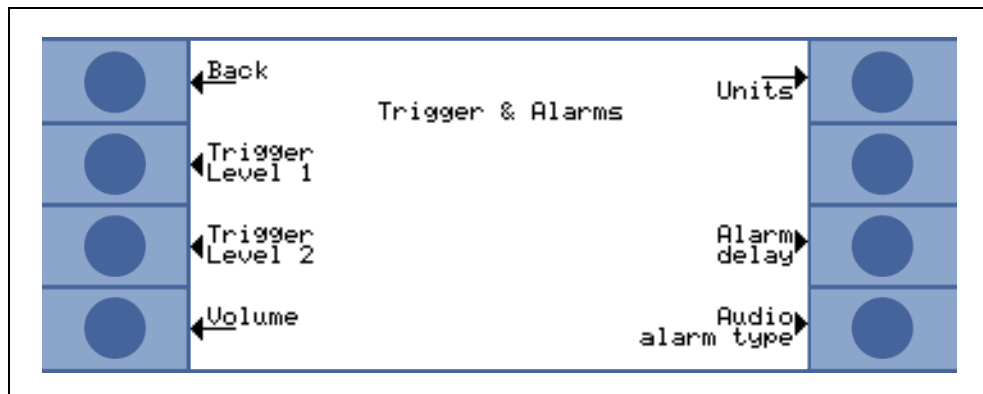 Back
Units
Trigger & Alarms
Trigger
Level 1
Trigger
Level 2
Alarm
delay
Volume
Audio
alarm type